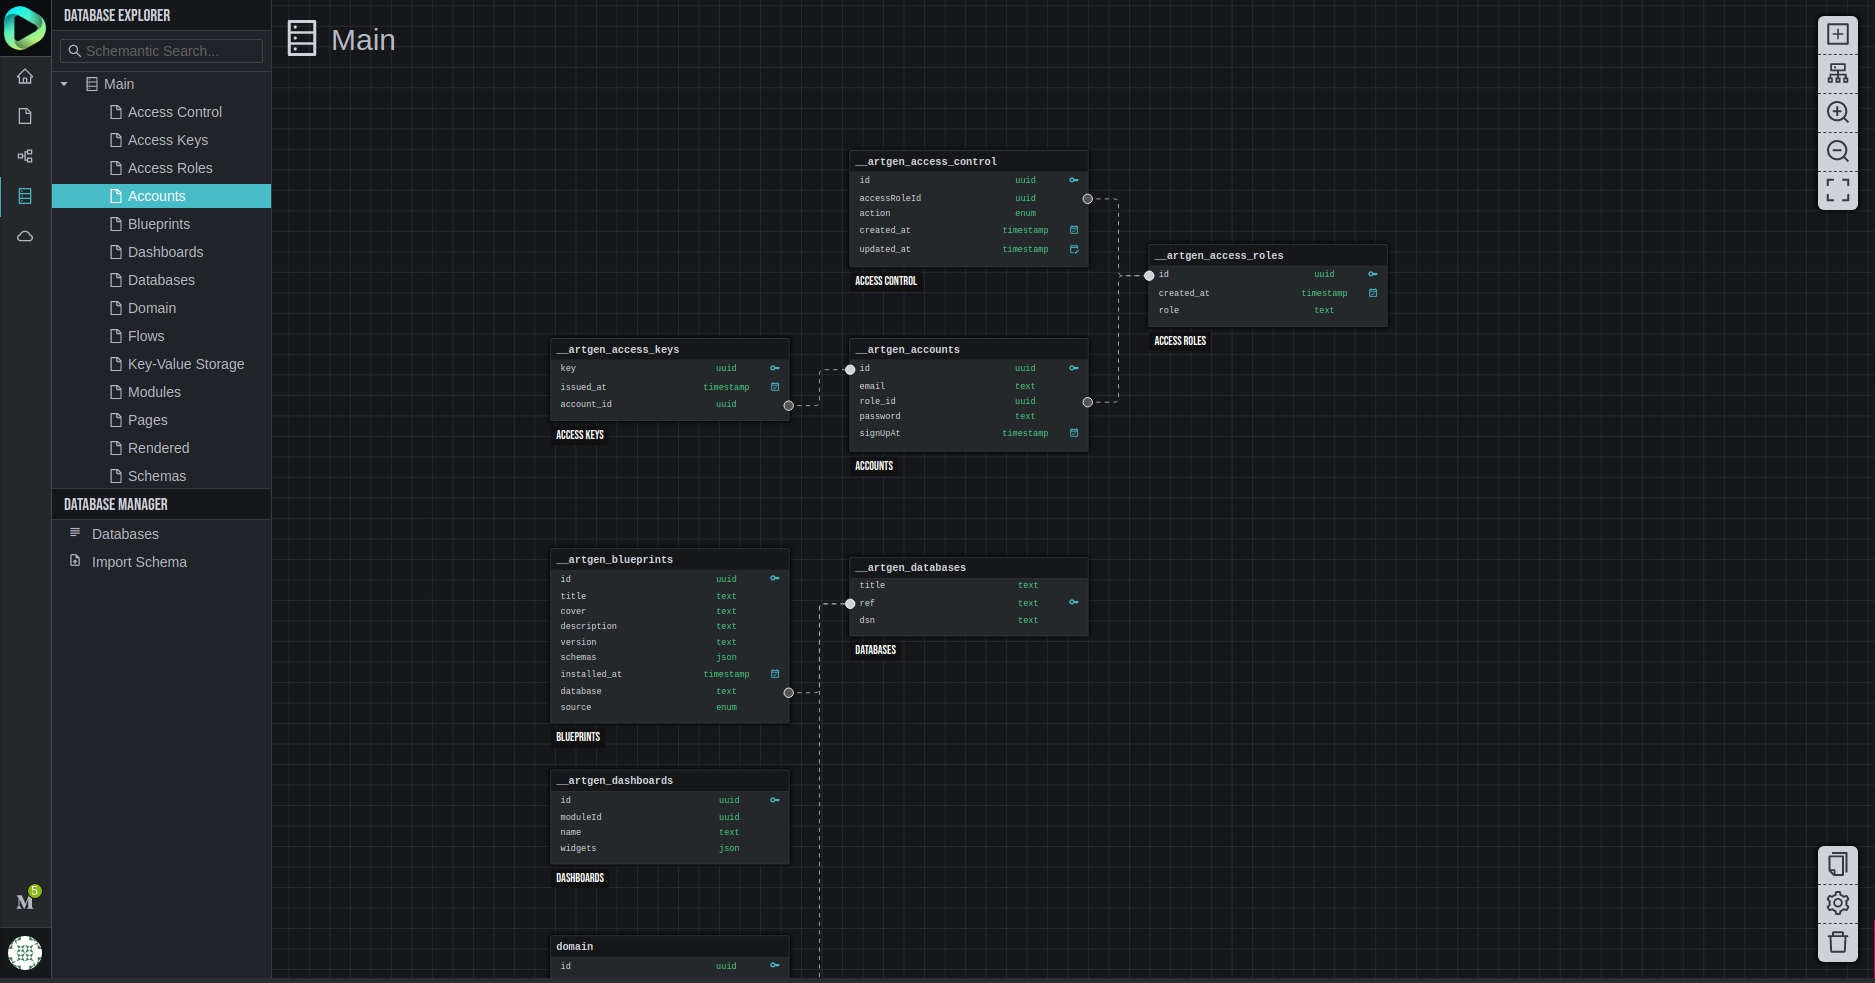 DATABASE EXPLORER
Schemantic Search...
Main
Access Control
Access Keys
Access Roles
Accounts
Blueprints
Dashboards
Databases
Domain
Flows
Key-Value Storage
Modules
Pages
Rendered
Schemas
DATABASE MANAGER
Databases
Import Schema
M 5
Main
__artgen_access_control
id uuid
accessRoleId uuid
action enum
created_at timestamp
updated_at timestamp
ACCESS CONTROL
__artgen_access_roles
id uuid
created_at timestamp
role text
ACCESS ROLES
__artgen_access_keys
key uuid
issued_at timestamp
account_id uuid
ACCESS KEYS
__artgen_accounts
id uuid
email text
role_id uuid
password text
signUpAt timestamp
ACCOUNTS
__artgen_blueprints
id uuid
title text
cover text
description text
version text
schemas json
installed_at timestamp
database text
source enum
BLUEPRINTS
__artgen_databases
title text
ref text
dsn text
DATABASES
__artgen_dashboards
id uuid
moduleId uuid
name text
widgets json
DASHBOARDS
domain
id uuid